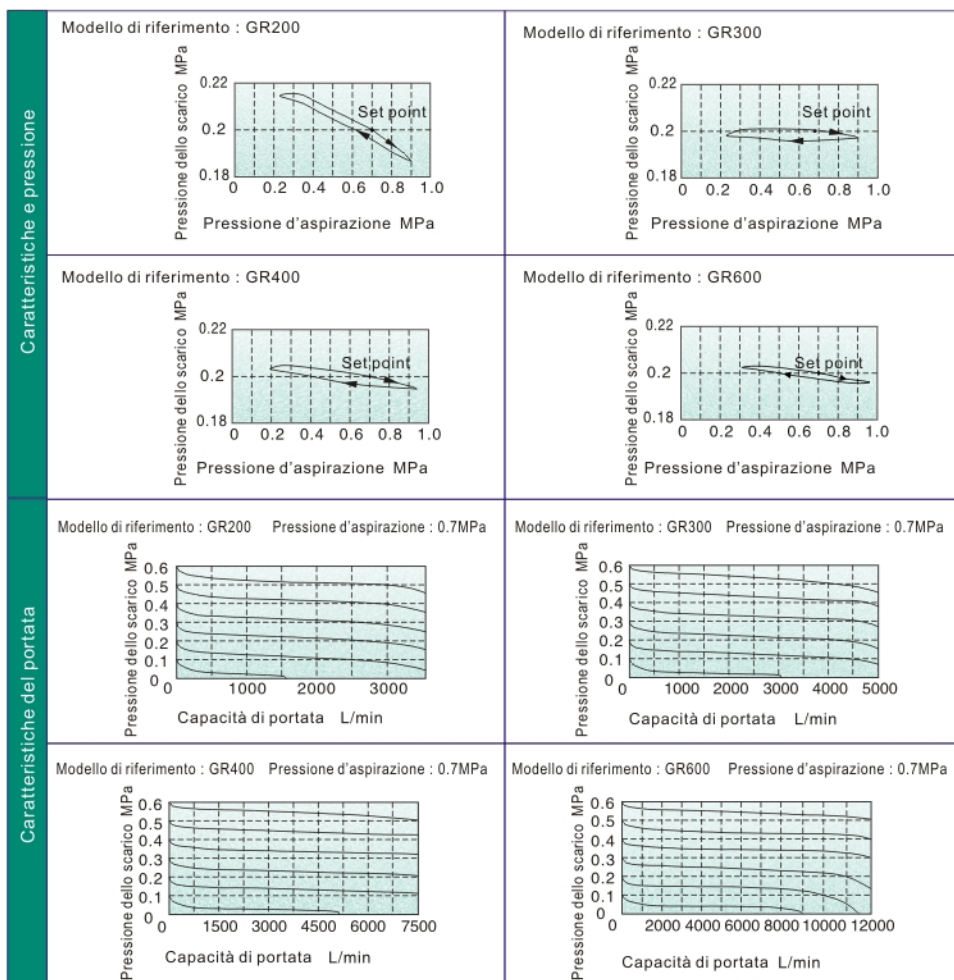 Caratteristiche e pressione
Modello di riferimento : GR200
Pressione dello scarico MPa
0.22
0.2
0.18
Set point
0 0.2 0.4 0.6 0.8 1.0
Pressione d'aspirazione MPa
Modello di riferimento : GR300
Pressione dello scarico MPa
0.22
0.2
0.18
Set point
0 0.2 0.4 0.6 0.8 1.0
Pressione d'aspirazione MPa
Modello di riferimento : GR400
Pressione dello scarico MPa
0.22
0.2
0.18
Set point
0 0.2 0.4 0.6 0.8 1.0
Pressione d'aspirazione MPa
Modello di riferimento : GR600
Pressione dello scarico MPa
0.22
0.2
0.18
Set point
0 0.2 0.4 0.6 0.8 1.0
Pressione d'aspirazione MPa
Caratteristiche del portata
Modello di riferimento : GR200 Pressione d'aspirazione : 0.7MPa
Pressione dello scarico MPa
0.6
0.5
0.4
0.3
0.2
0.1
0
0 1000 2000 3000
Capacità di portata L/min
Modello di riferimento : GR300 Pressione d'aspirazione : 0.7MPa
Pressione dello scarico MPa
0.6
0.5
0.4
0.3
0.2
0.1
0
0 1000 2000 3000 4000 5000
Capacità di portata L/min
Modello di riferimento : GR400 Pressione d'aspirazione : 0.7MPa
Pressione dello scarico MPa
0.6
0.5
0.4
0.3
0.2
0.1
0
1500 3000 4500 6000 7500
Capacità di portata L/min
Modello di riferimento : GR600 Pressione d'aspirazione : 0.7MPa
Pressione dello scarico MPa
0.6
0.5
0.4
0.3
0.2
0.1
0
2000 4000 6000 8000 10000 12000
Capacità di portata L/min